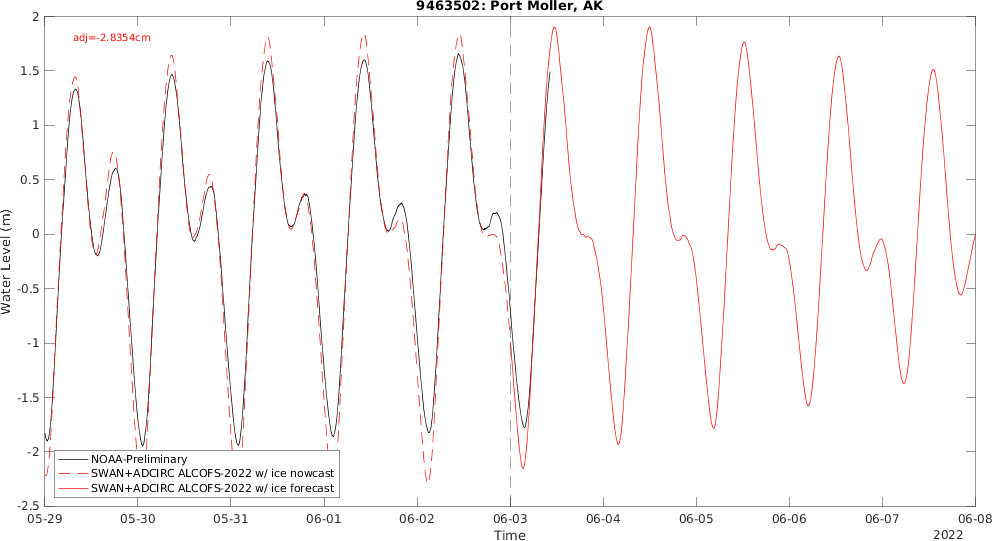 9463502: Port Moller, AK
adj=-2.8354cm
Water Level (m)
2
1.5
1
0.5
0
-0.5
-1
-1.5
-2
-2.5
NOAA-Preliminary
SWAN+ADCIRC ALCOFS-2022 w/ ice nowcast
SWAN+ADCIRC ALCOFS-2022 w/ ice forecast
05-29 05-30 05-31 06-01 06-02 06-03 06-04 06-05 06-06 06-07 06-08
Time
2022